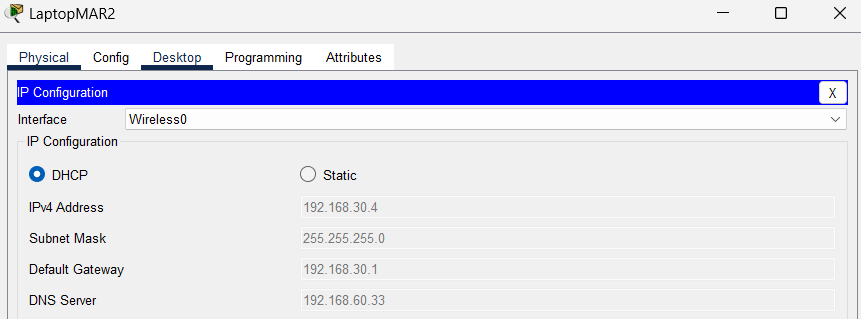 LaptopMAR2
Physical Config Desktop Programming Attributes
IP Configuration X
Interface Wireless0
IP Configuration
DHCP Static
IPv4 Address 192.168.30.4
Subnet Mask 255.255.255.0
Default Gateway 192.168.30.1
DNS Server 192.168.60.33